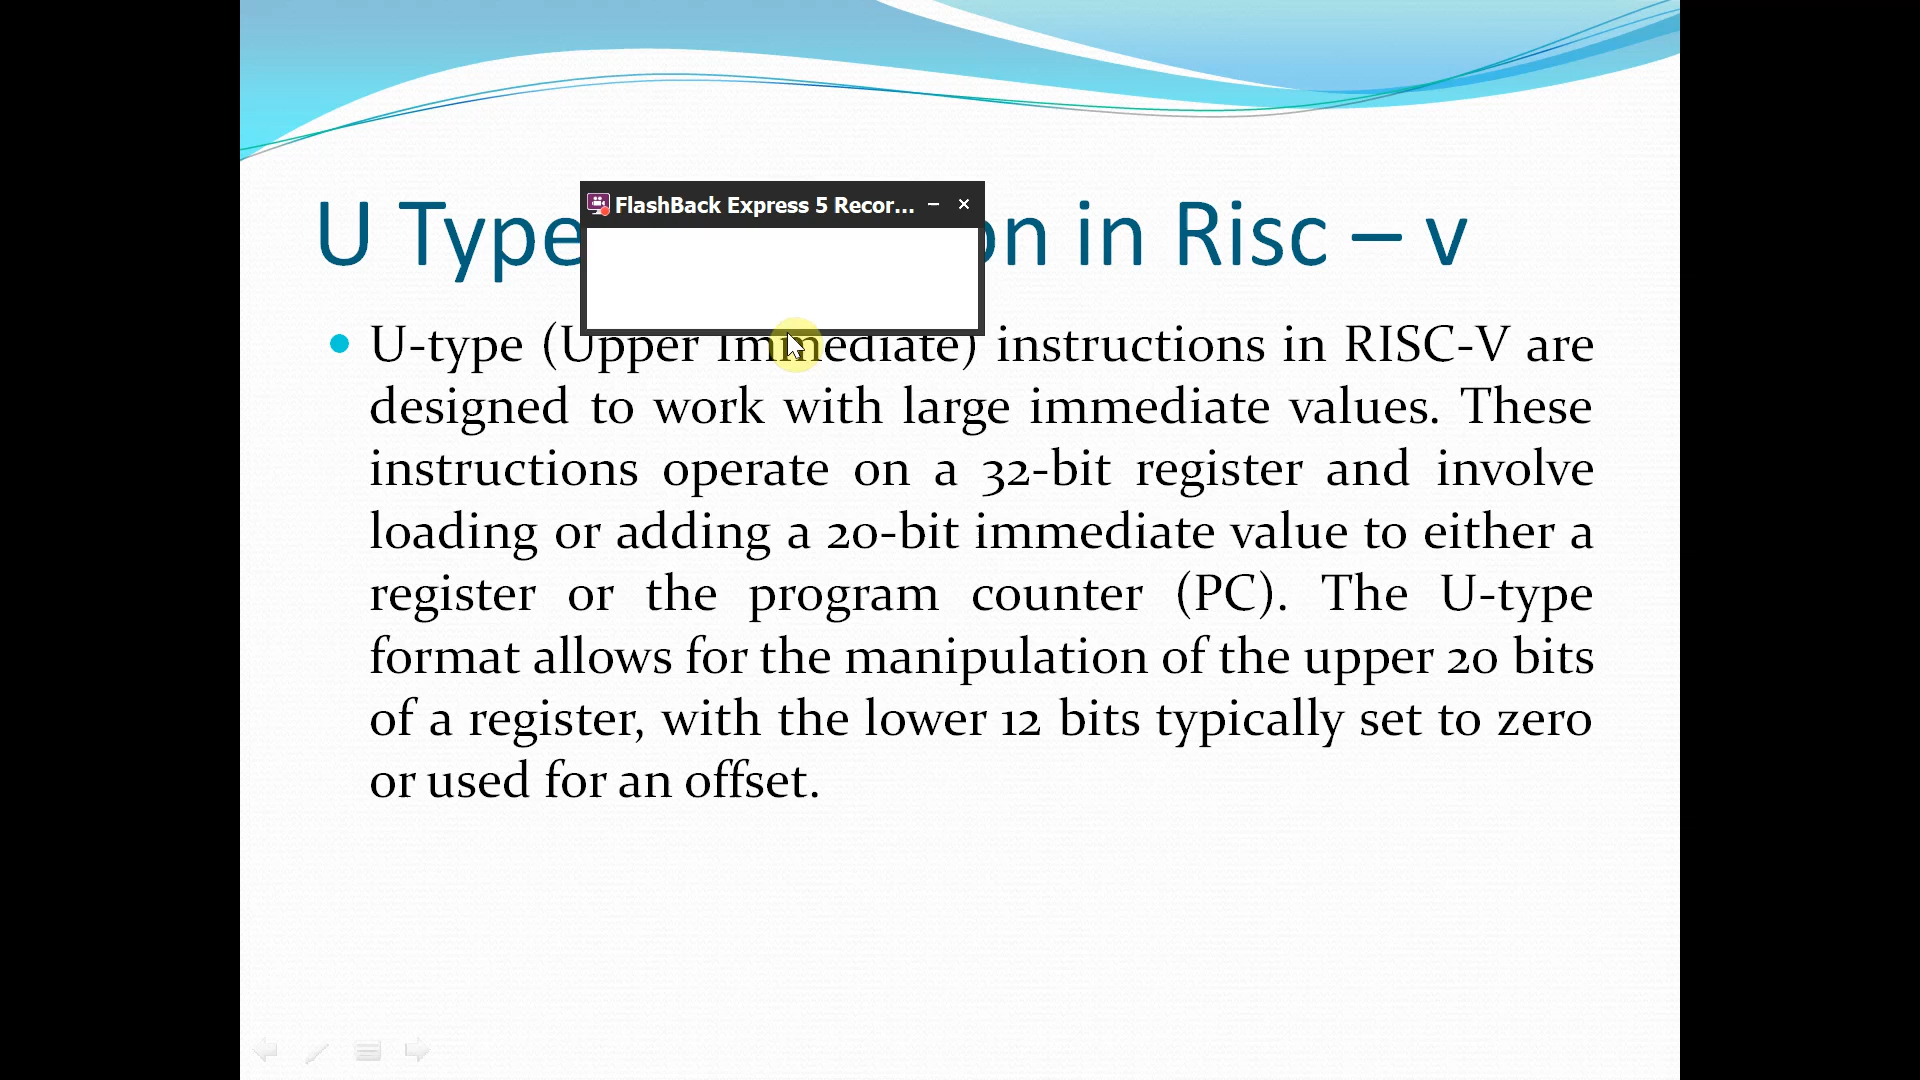 FlashBack Express 5 Recor...
U Type on in Risc – v
U-type (Upper Immediate) instructions in RISC-V are
designed to work with large immediate values. These
instructions operate on a 32-bit register and involve
loading or adding a 20-bit immediate value to either a
register or the program counter (PC). The U-type
format allows for the manipulation of the upper 20 bits
of a register, with the lower 12 bits typically set to zero
or used for an offset.